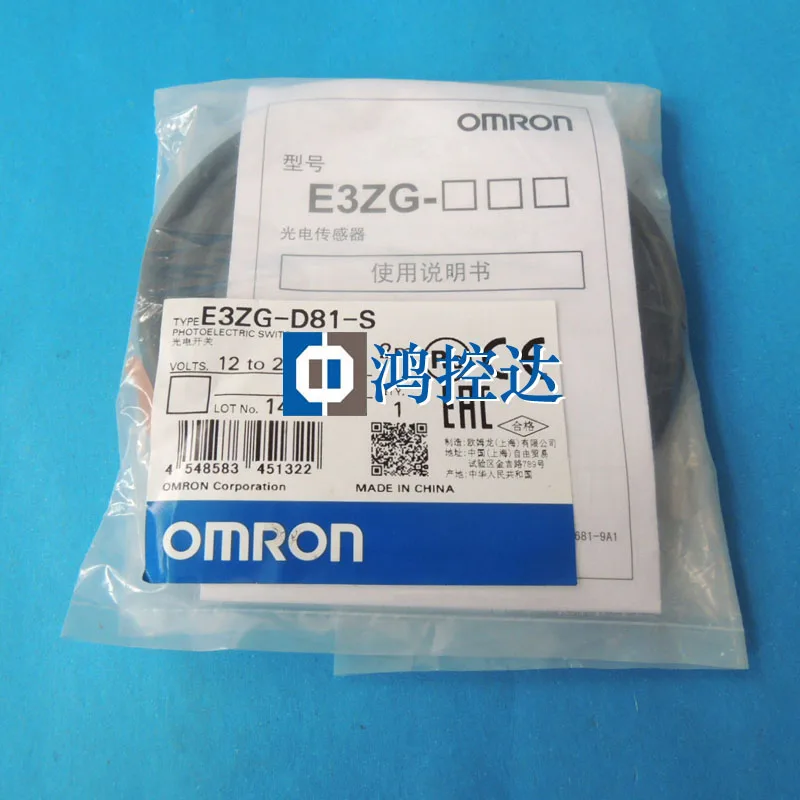 OMRON
型号
E3ZG-□□□
光电传感器
使用说明书
TYPE E3ZG-D81-S
PHOTOELECTRIC
光电开关
2m
VOLTS. 12 to
鸿控达
CE
LOT No.
1
EAC
合格
制造: 欧姆龙(上海)有限公司
地址: 中国(上海)自由贸易
试验区金吉路789号
产地: 中华人民共和国
4 548583 451322
OMRON Corporation
MADE IN CHINA
681-9A1
OMRON